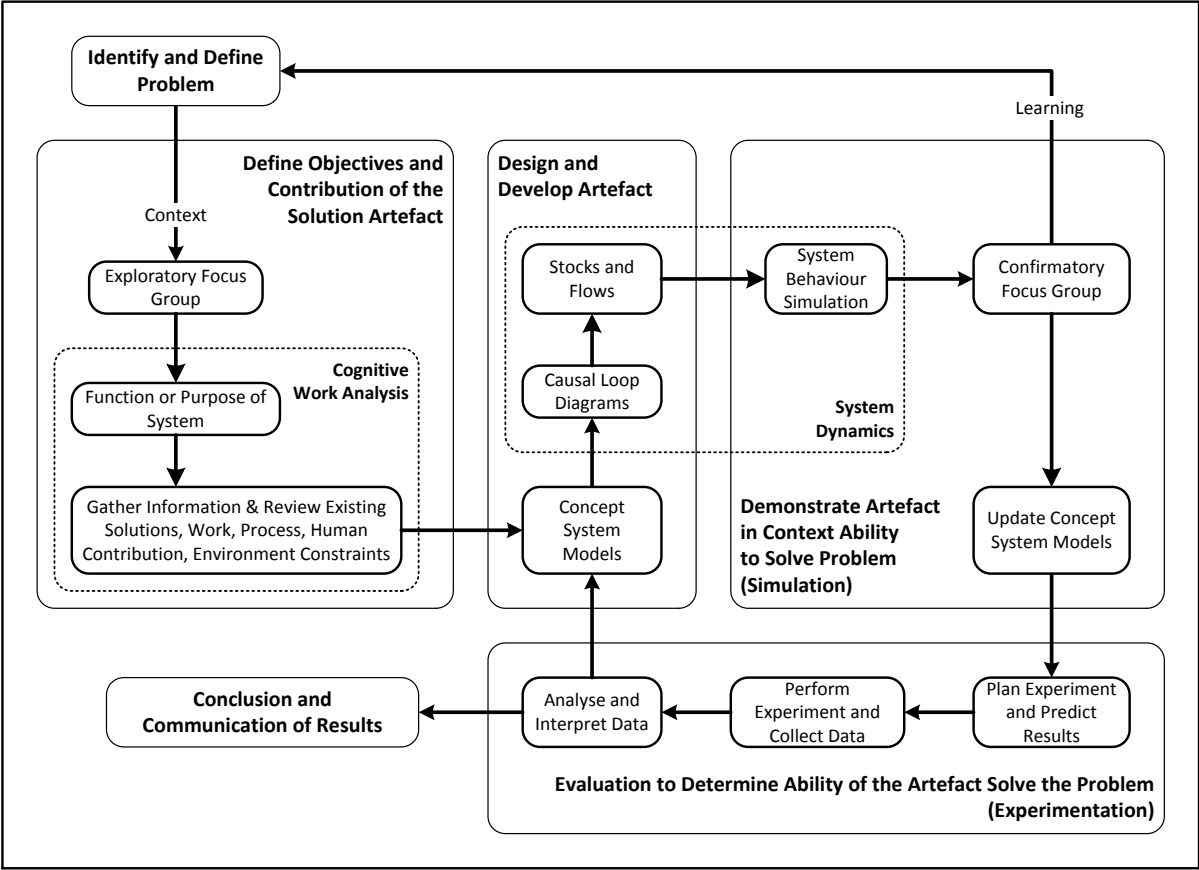 Identify and Define
Problem
Learning
Context
Define Objectives and
Contribution of the
Solution Artefact
Exploratory Focus
Group
Cognitive
Work Analysis
Function or Purpose of
System
Gather Information & Review Existing
Solutions, Work, Process, Human
Contribution, Environment Constraints
Design and
Develop Artefact
Stocks and
Flows
Causal Loop
Diagrams
Concept
System
Models
System
Behaviour
Simulation
System
Dynamics
Confirmatory
Focus Group
Demonstrate Artefact
in Context Ability
to Solve Problem
(Simulation)
Update Concept
System Models
Plan Experiment
and Predict
Results
Perform
Experiment and
Collect Data
Analyse and
Interpret Data
Conclusion and
Communication of Results
Evaluation to Determine Ability of the Artefact Solve the Problem
(Experimentation)